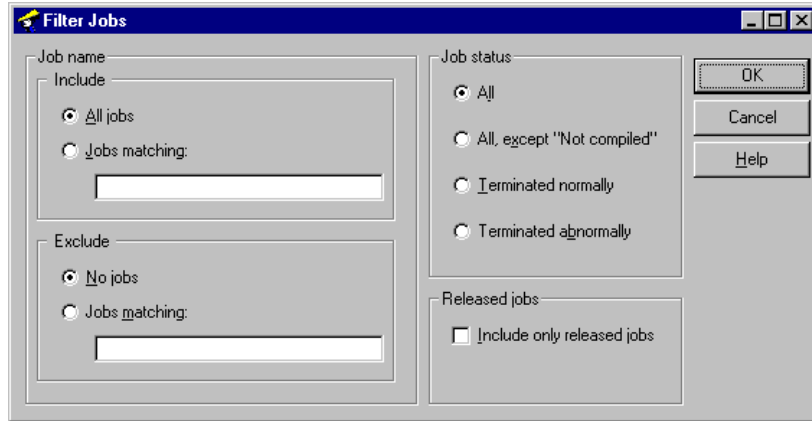 Filter Jobs
Job name
Include
All jobs
Jobs matching:
Exclude
No jobs
Jobs matching:
Job status
All
All, except "Not compiled"
Terminated normally
Terminated abnormally
Released jobs
Include only released jobs
OK
Cancel
Help